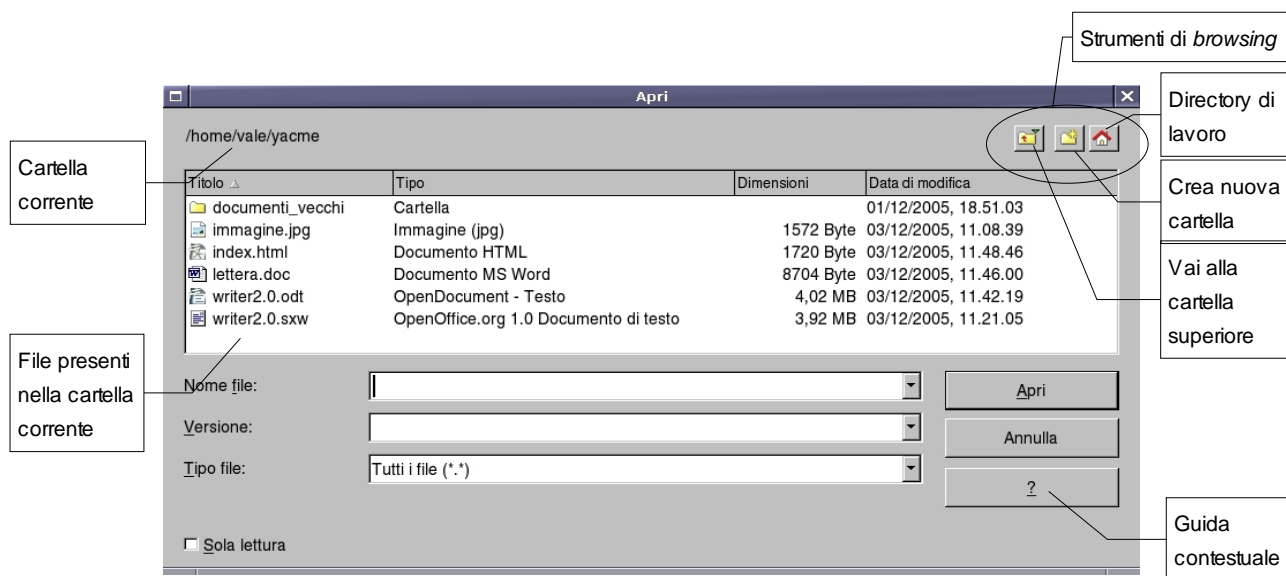 Strumenti di browsing
Apri
Directory di
lavoro
/home/vale/yacme
Cartella
corrente
Titolo Tipo Dimensioni Data di modifica
Crea nuova
cartella
documenti_vecchi Cartella 01/12/2005, 18.51.03
immagine.jpg Immagine (jpg) 1572 Byte 03/12/2005, 11.08.39
index.html Documento HTML 1720 Byte 03/12/2005, 11.48.46
lettera.doc Documento MS Word 8704 Byte 03/12/2005, 11.46.00
writer2.0.odt OpenDocument - Testo 4,02 MB 03/12/2005, 11.42.19
writer2.0.sxw OpenOffice.org 1.0 Documento di testo 3,92 MB 03/12/2005, 11.21.05
Vai alla
cartella
superiore
File presenti
nella cartella
corrente
Nome file:
Apri
Versione:
Annulla
Tipo file: Tutti i file (*.*)
?
Sola lettura
Guida
contestuale